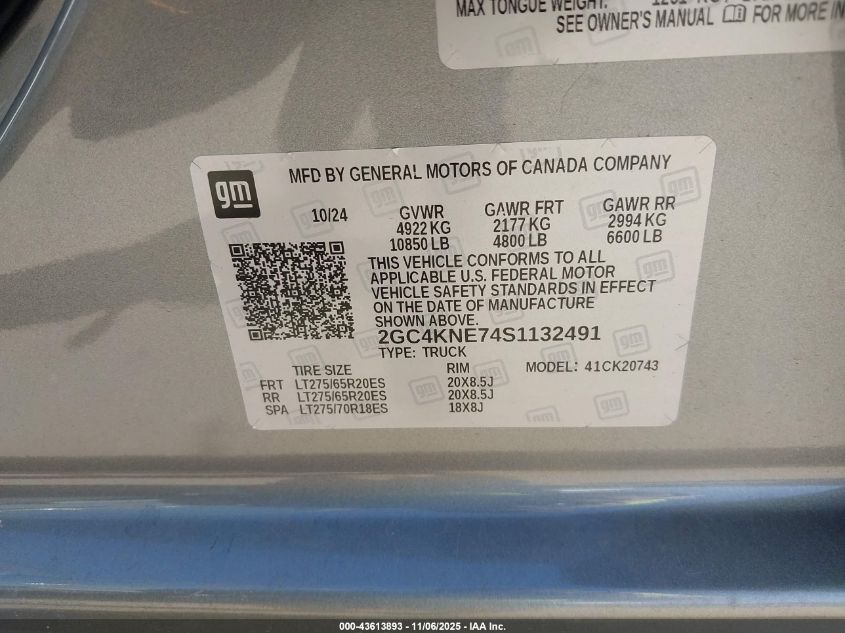 MAX TONGUE WEIGHT:
SEE OWNER'S MANUAL FOR MORE IN
gm
MFD BY GENERAL MOTORS OF CANADA COMPANY
10/24 GVWR GAWR FRT GAWR RR
4922 KG 2177 KG 2994 KG
10850 LB 4800 LB 6600 LB
THIS VEHICLE CONFORMS TO ALL
APPLICABLE U.S. FEDERAL MOTOR
VEHICLE SAFETY STANDARDS IN EFFECT
ON THE DATE OF MANUFACTURE
SHOWN ABOVE.
2GC4KNE74S1132491
TYPE: TRUCK
TIRE SIZE RIM MODEL: 41CK20743
FRT LT275/65R20ES 20X8.5J
RR LT275/65R20ES 20X8.5J
SPA LT275/70R18ES 18X8J
000-43613893 - 11/06/2025 - IAA Inc.